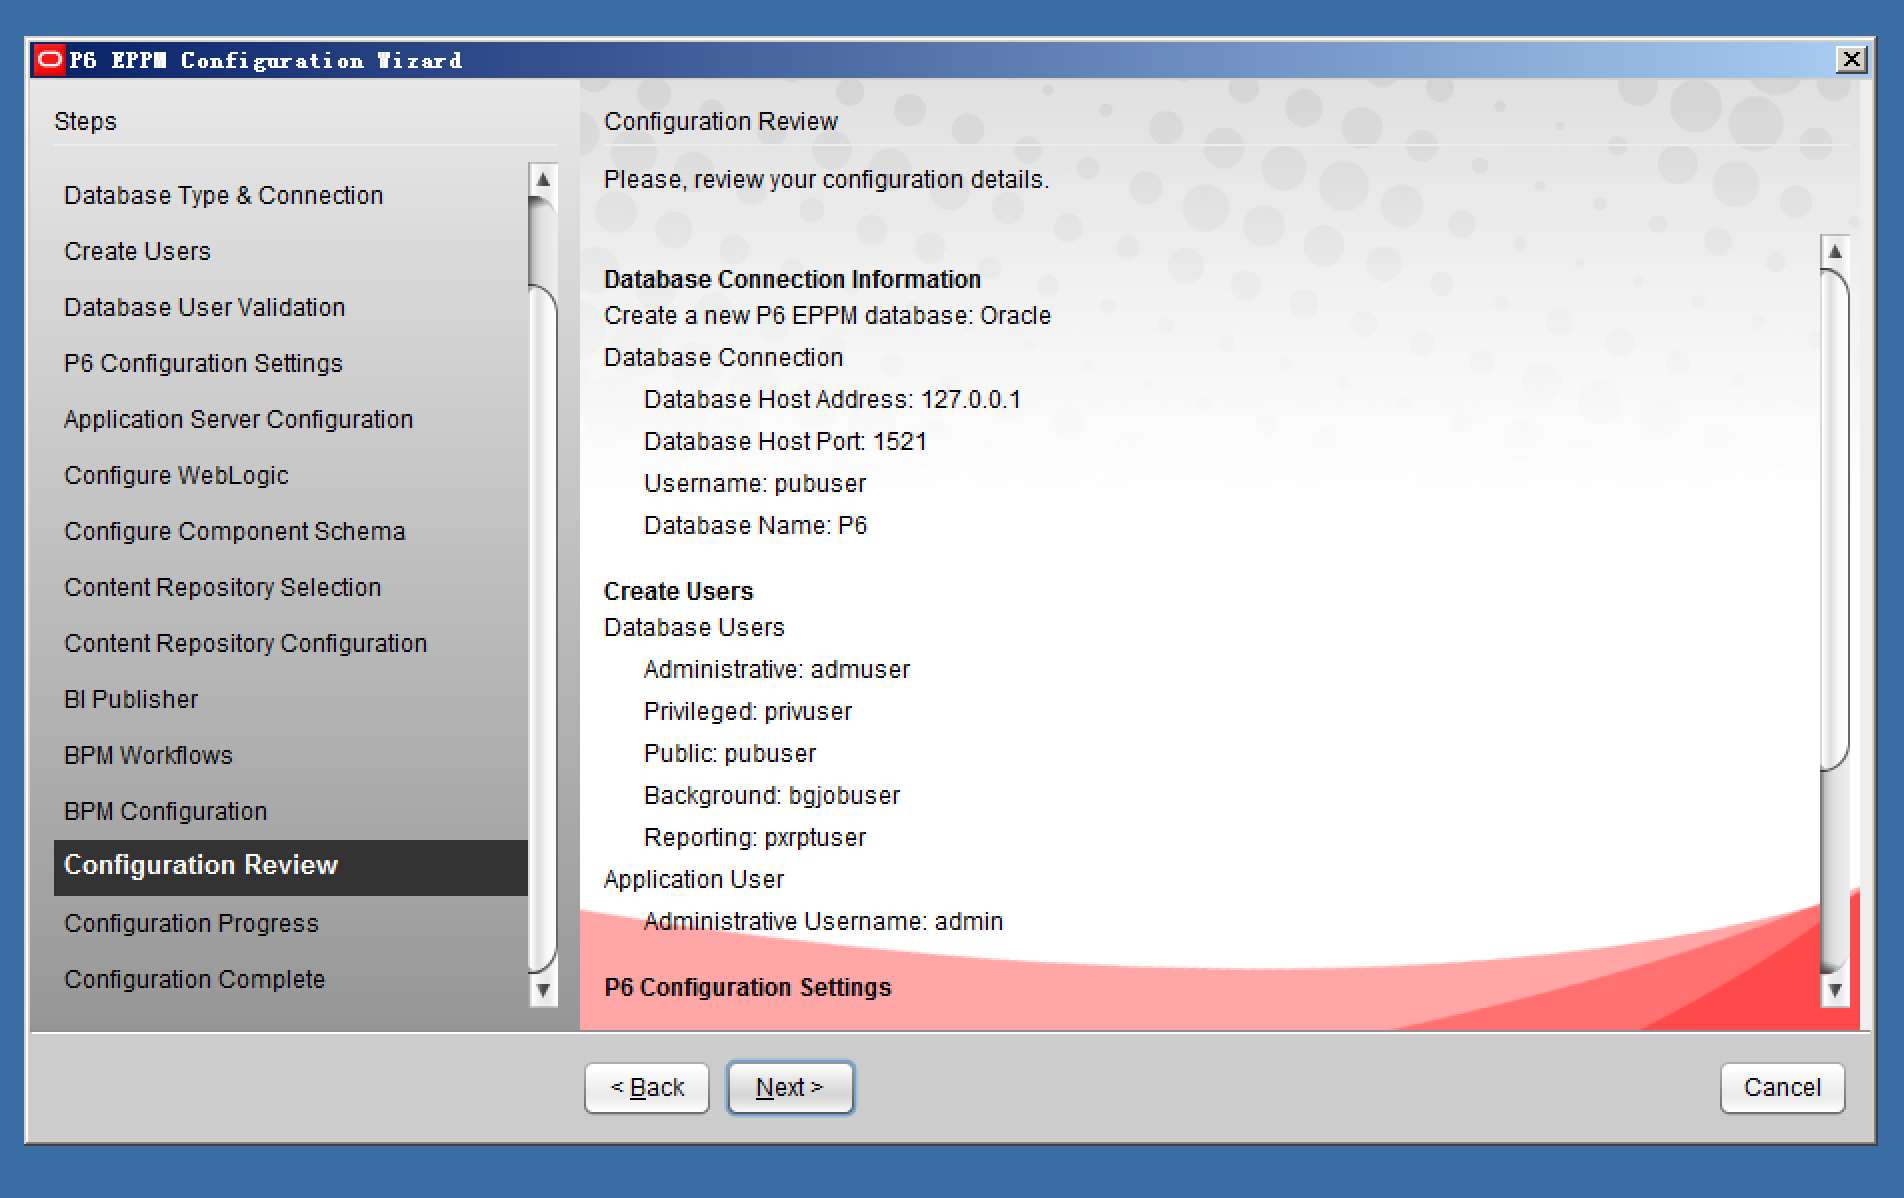 P6 EPPM Configuration Wizard
Steps
Database Type & Connection
Create Users
Database User Validation
P6 Configuration Settings
Application Server Configuration
Configure WebLogic
Configure Component Schema
Content Repository Selection
Content Repository Configuration
BI Publisher
BPM Workflows
BPM Configuration
Configuration Review
Configuration Progress
Configuration Complete
Configuration Review
Please, review your configuration details.
Database Connection Information
Create a new P6 EPPM database: Oracle
Database Connection
Database Host Address: 127.0.0.1
Database Host Port: 1521
Username: pubuser
Database Name: P6
Create Users
Database Users
Administrative: admuser
Privileged: privuser
Public: pubuser
Background: bgjobuser
Reporting: pxrptuser
Application User
Administrative Username: admin
P6 Configuration Settings
< Back
Next >
Cancel